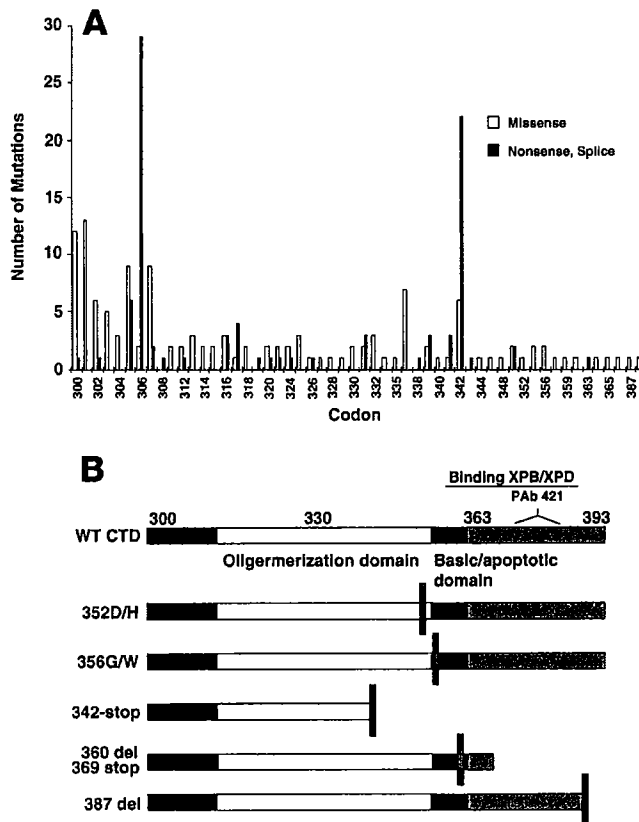 A
Number of Mutations
30
25
20
15
10
5
0
Missense
Nonsense, Splice
300 302 304 306 308 312 314 316 318 320 322 324 326 328 330 332 335 338 340 342 344 348 352 356 359 363 365 387
Codon
B
Binding XPB/XPD
PAb 421
300 330 363 393
WT CTD
Oligermerization domain
Basic/apoptotic
domain
352D/H
356G/W
342-stop
360 del
369 stop
387 del